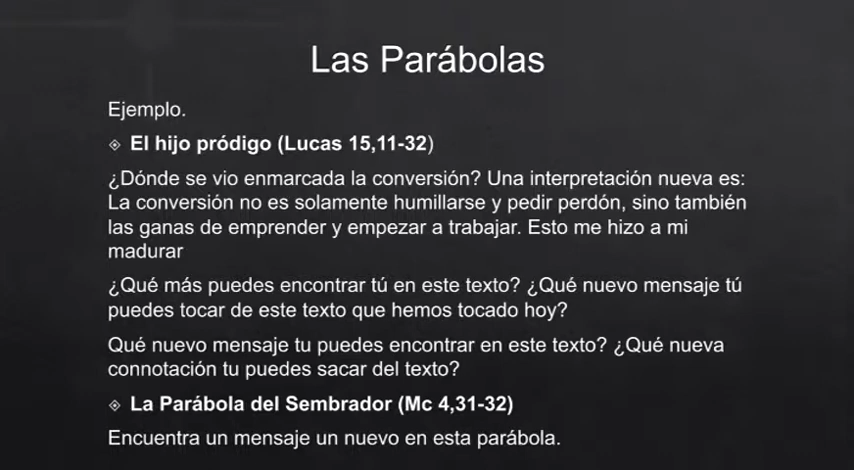 Las Parábolas
Ejemplo.
El hijo pródigo (Lucas 15,11-32)
¿Dónde se vio enmarcada la conversión? Una interpretación nueva es:
La conversión no es solamente humillarse y pedir perdón, sino también
las ganas de emprender y empezar a trabajar. Esto me hizo a mi
madurar
¿Qué más puedes encontrar tú en este texto? ¿Qué nuevo mensaje tú
puedes tocar de este texto que hemos tocado hoy?
Qué nuevo mensaje tu puedes encontrar en este texto? ¿Qué nueva
connotación tu puedes sacar del texto?
La Parábola del Sembrador (Mc 4,31-32)
Encuentra un mensaje un nuevo en esta parábola.